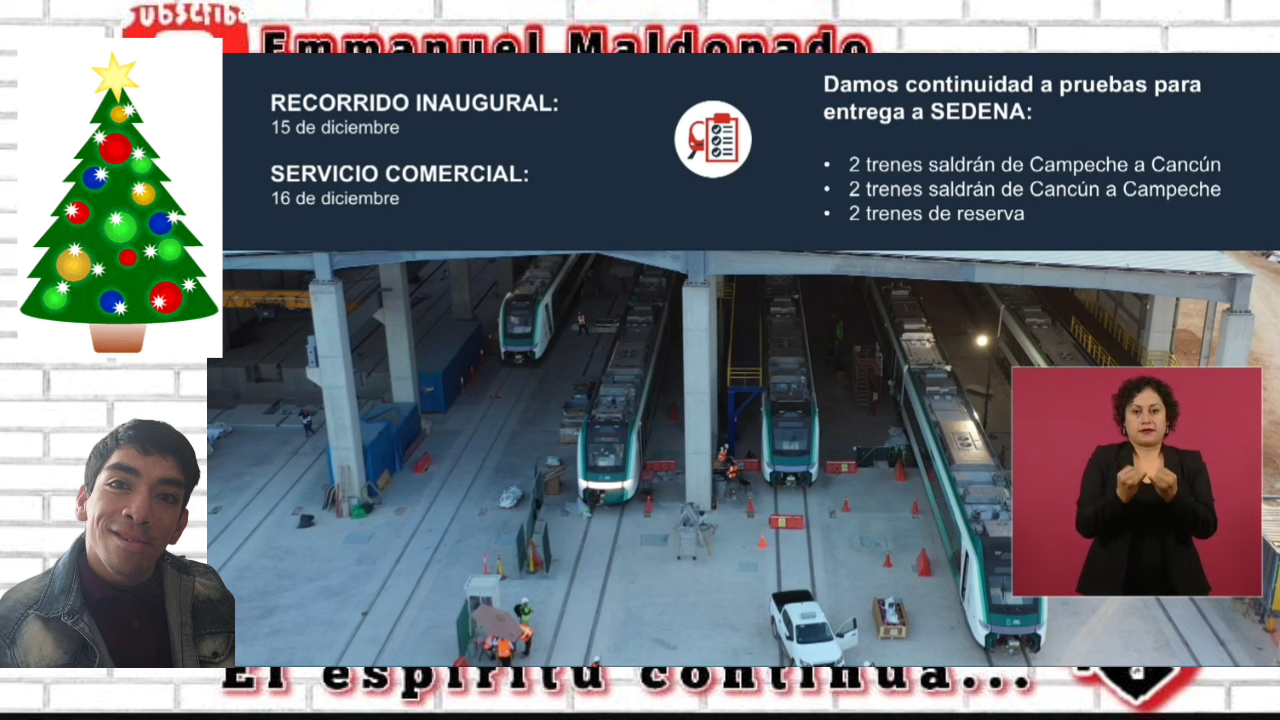 Subscribe
Emmanuel Maldonado
RECORRIDO INAUGURAL:
15 de diciembre
SERVICIO COMERCIAL:
16 de diciembre
Damos continuidad a pruebas para
entrega a SEDENA:
• 2 trenes saldrán de Campeche a Cancún
• 2 trenes saldrán de Cancún a Campeche
• 2 trenes de reserva
El espíritu continúa...